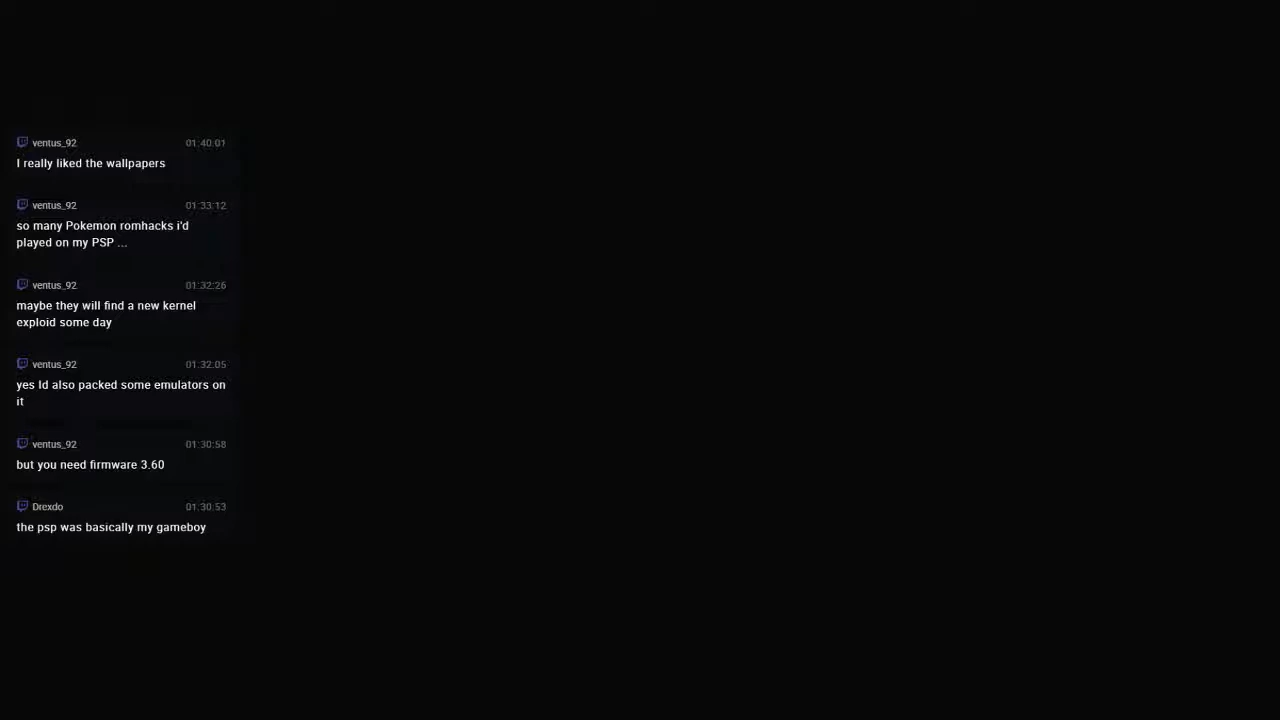 ventus_92 01:40:01
I really liked the wallpapers
ventus_92 01:33:12
so many Pokemon romhacks i'd
played on my PSP ...
ventus_92 01:32:26
maybe they will find a new kernel
exploid some day
ventus_92 01:32:05
yes Id also packed some emulators on
it
ventus_92 01:30:58
but you need firmware 3.60
Drexdo 01:30:53
the psp was basically my gameboy